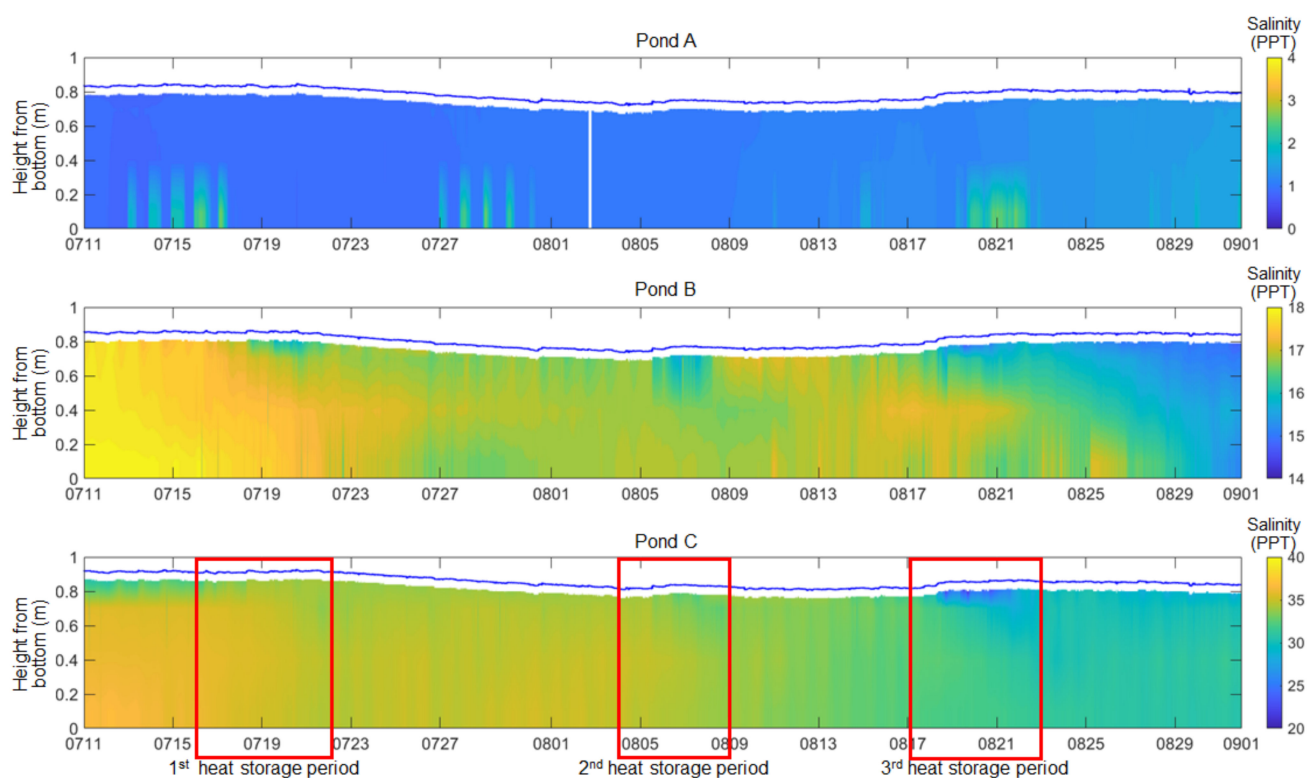 Pond A
Salinity
(PPT)
Height from
bottom (m)
1
0.8
0.6
0.4
0.2
0
4
3
2
1
0
0711 0715 0719 0723 0727 0801 0805 0809 0813 0817 0821 0825 0829 0901
Pond B
Salinity
(PPT)
Height from
bottom (m)
1
0.8
0.6
0.4
0.2
0
18
17
16
15
14
0711 0715 0719 0723 0727 0801 0805 0809 0813 0817 0821 0825 0829 0901
Pond C
Salinity
(PPT)
Height from
bottom (m)
1
0.8
0.6
0.4
0.2
0
40
35
30
25
20
0711 0715 0719 0723 0727 0801 0805 0809 0813 0817 0821 0825 0829 0901
1st heat storage period 2nd heat storage period 3rd heat storage period